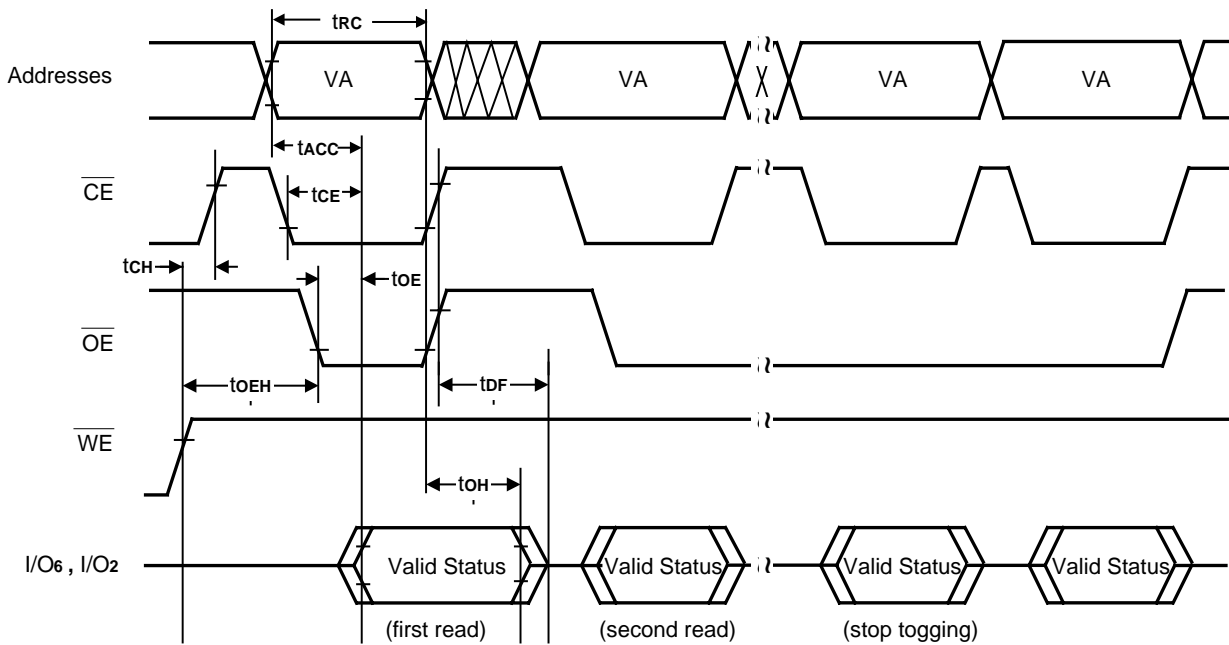 tRC
Addresses VA VA VA VA
tACC
CE
tCE
tCH
tOE
OE
tOEH
tDF
WE
tOH
I/O6 , I/O2 Valid Status Valid Status Valid Status Valid Status
(first read) (second read) (stop togging)